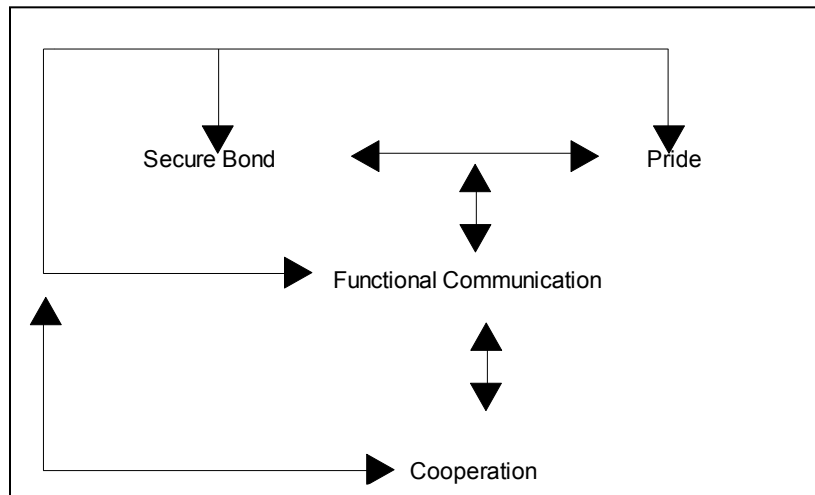 Secure Bond
Pride
Functional Communication
Cooperation